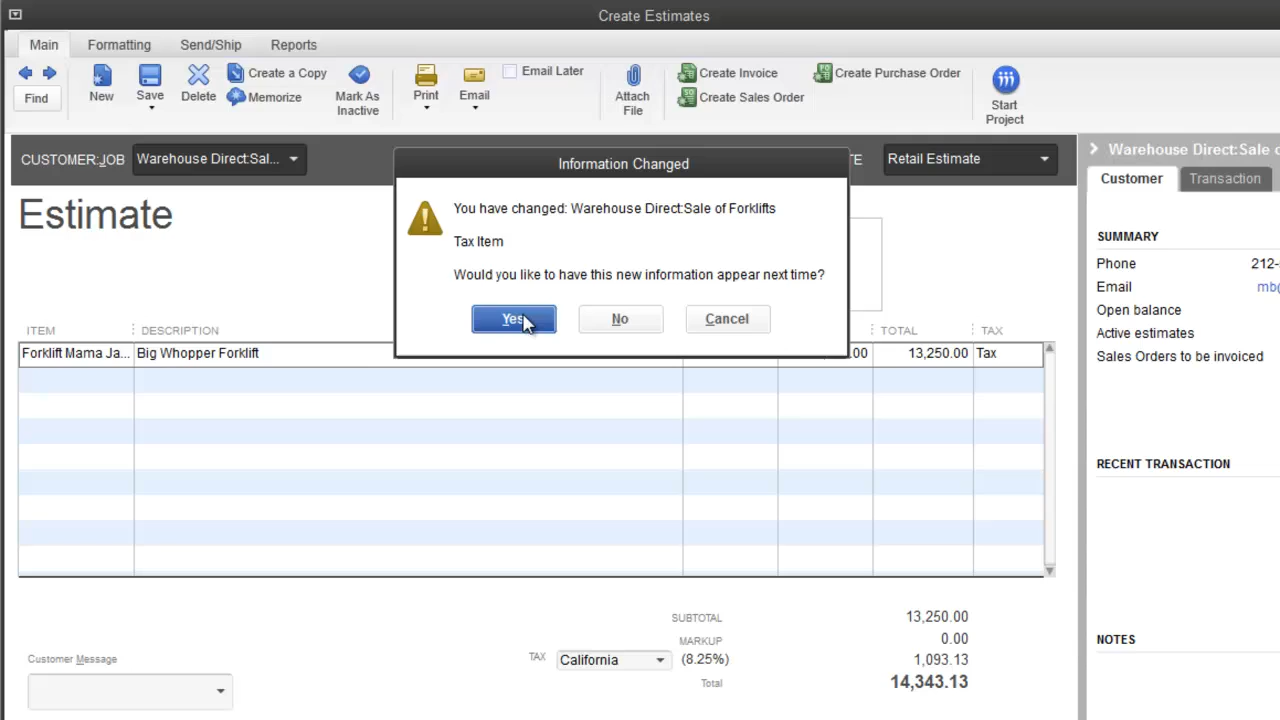 Create Estimates
Main Formatting Send/Ship Reports
Find
New
Save
Delete
Create a Copy
Memorize
Mark As
Inactive
Print
Email
Email Later
Attach
File
Create Invoice
Create Sales Order
Create Purchase Order
Start
Project
CUSTOMER:JOB Warehouse Direct:Sal...
Retail Estimate
Warehouse Direct:Sale
Customer Transaction
Information Changed
You have changed: Warehouse Direct:Sale of Forklifts
Tax Item
Would you like to have this new information appear next time?
Yes No Cancel
Estimate
SUMMARY
Phone 212-
Email
Open balance
Active estimates
Sales Orders to be invoiced
ITEM DESCRIPTION TOTAL TAX
Forklift Mama Ja... Big Whopper Forklift .00 13,250.00 Tax
RECENT TRANSACTION
SUBTOTAL 13,250.00
MARKUP 0.00
TAX California (8.25%) 1,093.13
Total 14,343.13
Customer Message
NOTES